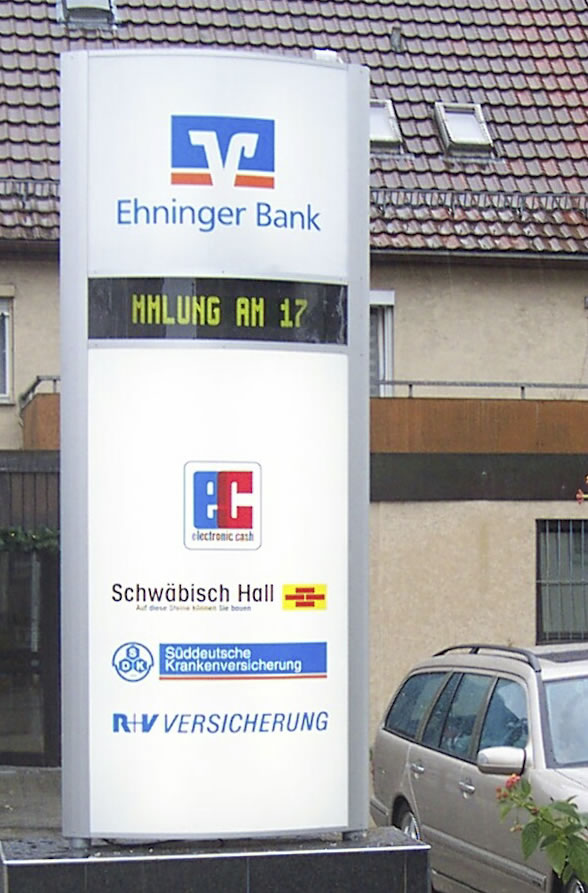 Ehninger Bank
MMLUNG AM 17
ec
electronic cash
Schwäbisch Hall
Auf diese Steine können Sie bauen
SDK
Süddeutsche
Krankenversicherung
R+V VERSICHERUNG